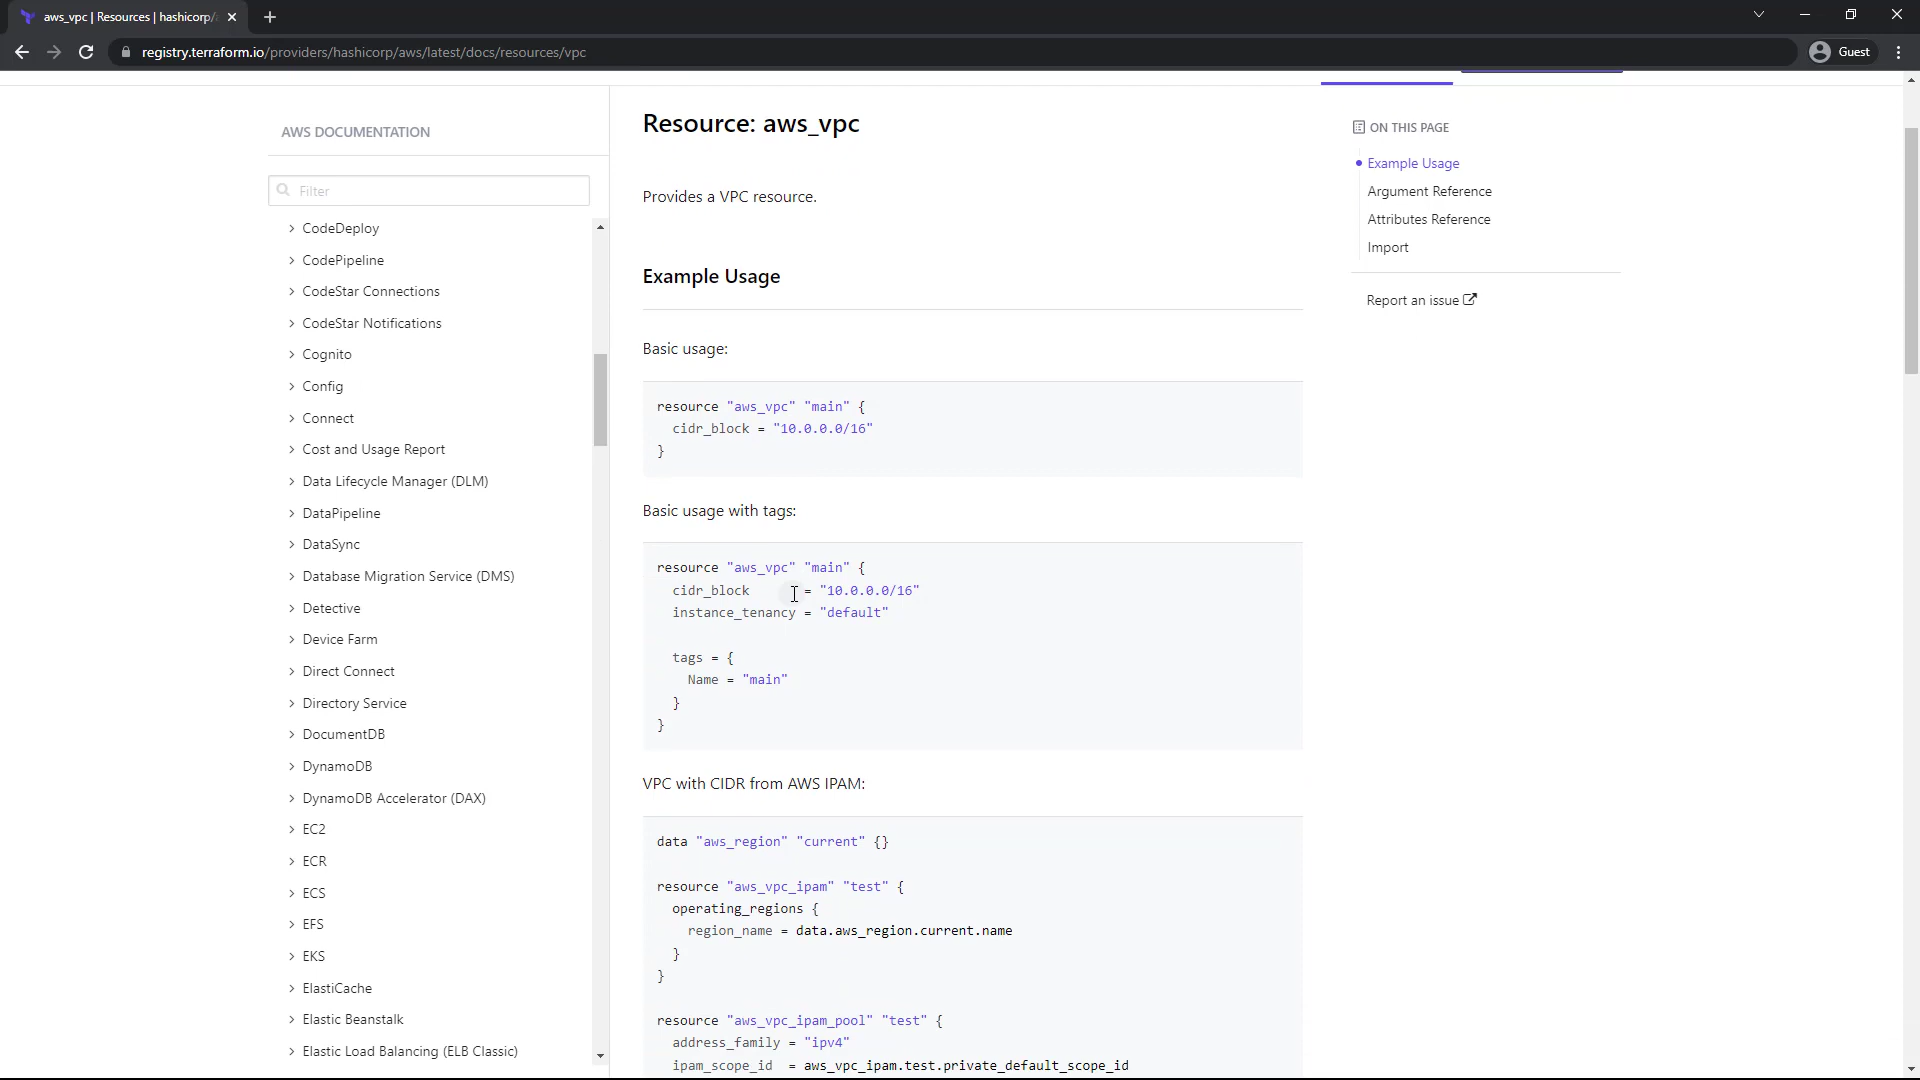 aws_vpc | Resources | hashicorp/
registry.terraform.io/providers/hashicorp/aws/latest/docs/resources/vpc
Guest
AWS DOCUMENTATION
Filter
CodeDeploy
CodePipeline
CodeStar Connections
CodeStar Notifications
Cognito
Config
Connect
Cost and Usage Report
Data Lifecycle Manager (DLM)
DataPipeline
DataSync
Database Migration Service (DMS)
Detective
Device Farm
Direct Connect
Directory Service
DocumentDB
DynamoDB
DynamoDB Accelerator (DAX)
EC2
ECR
ECS
EFS
EKS
ElastiCache
Elastic Beanstalk
Elastic Load Balancing (ELB Classic)
Resource: aws_vpc
Provides a VPC resource.
Example Usage
Basic usage:
resource "aws_vpc" "main" {
  cidr_block = "10.0.0.0/16"
}
Basic usage with tags:
resource "aws_vpc" "main" {
  cidr_block       = "10.0.0.0/16"
  instance_tenancy = "default"
  tags = {
    Name = "main"
  }
}
VPC with CIDR from AWS IPAM:
data "aws_region" "current" {}
resource "aws_vpc_ipam" "test" {
  operating_regions {
    region_name = data.aws_region.current.name
  }
}
resource "aws_vpc_ipam_pool" "test" {
  address_family = "ipv4"
  ipam_scope_id  = aws_vpc_ipam.test.private_default_scope_id
ON THIS PAGE
Example Usage
Argument Reference
Attributes Reference
Import
Report an issue